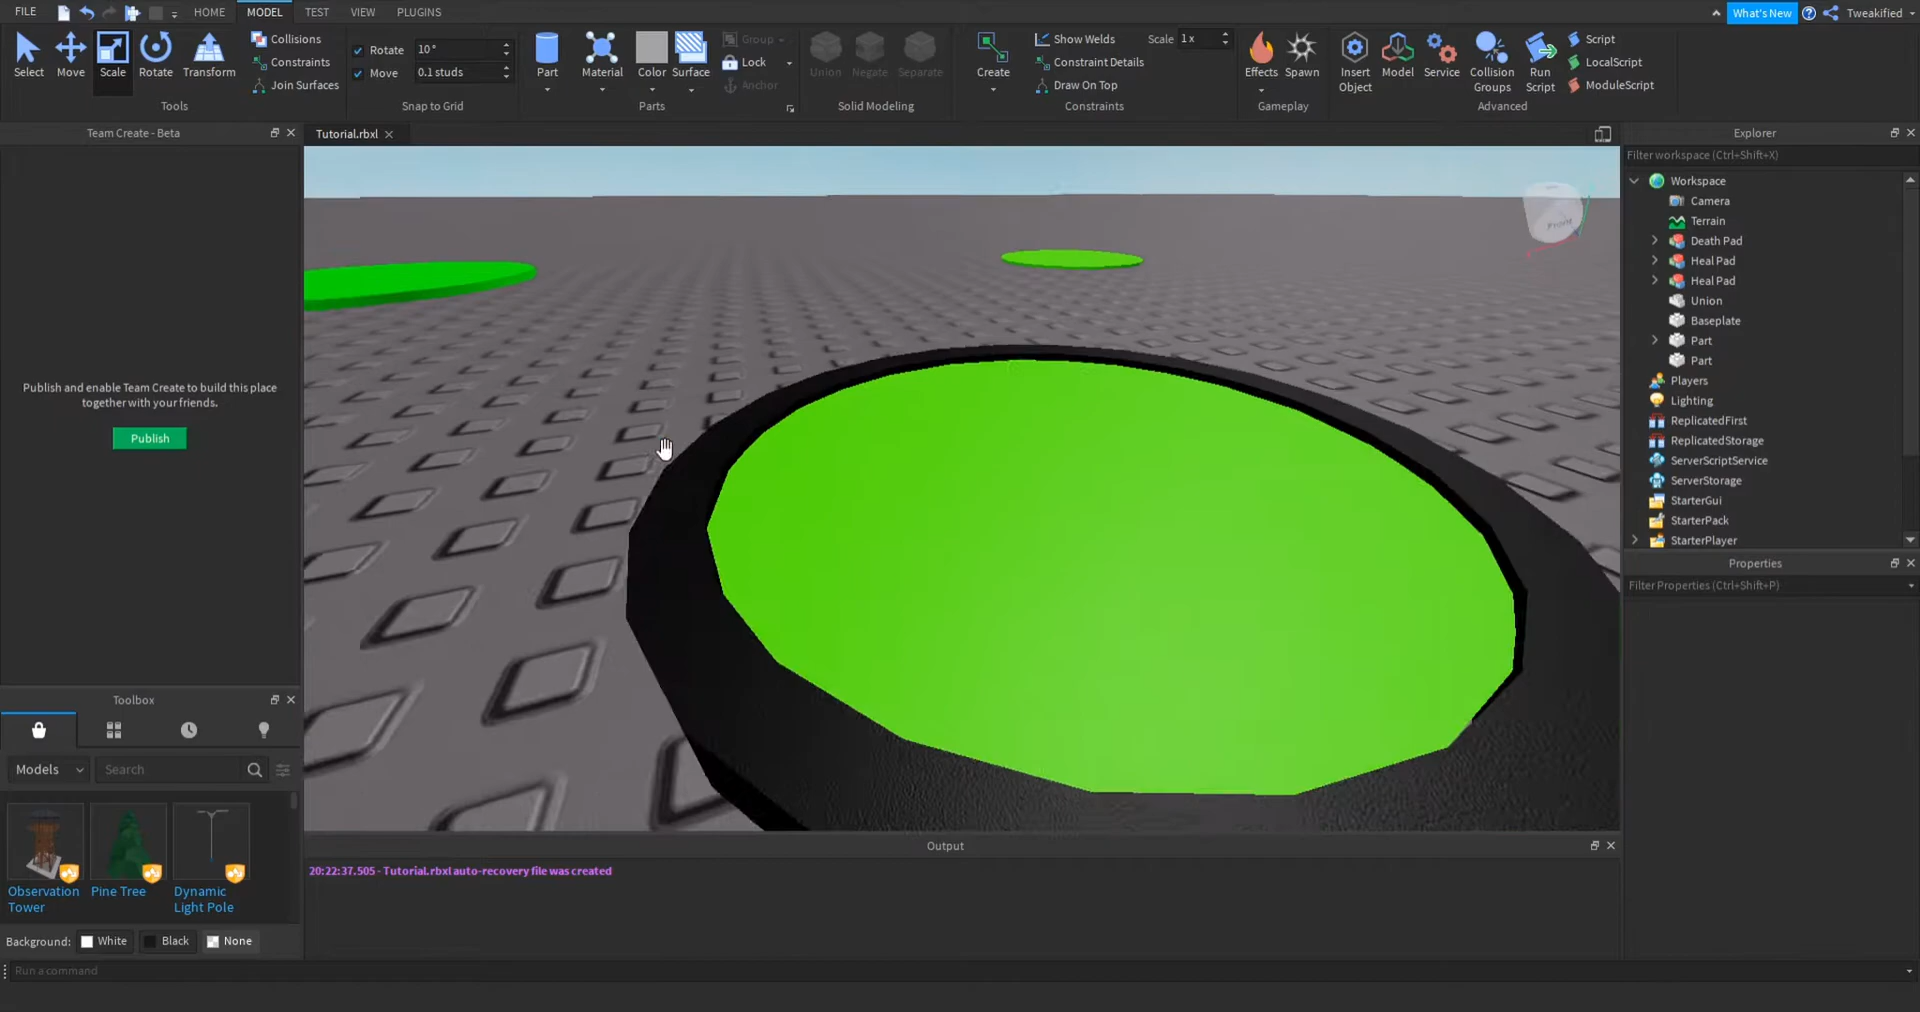 FILE HOME MODEL TEST VIEW PLUGINS What's New Tweakified
Select Move Scale Rotate Transform
Collisions
Constraints
Join Surfaces
Tools
Rotate 10 °
Move 0.1 studs
Snap to Grid
Part Material Color Surface
Group
Lock
Anchor
Parts
Union Negate Separate
Solid Modeling
Create
Show Welds Scale 1 x
Constraint Details
Draw On Top
Constraints
Effects Spawn
Gameplay
Insert Object
Model
Service
Collision Groups
Run Script
Script
LocalScript
ModuleScript
Advanced
Team Create - Beta
Publish and enable Team Create to build this place
together with your friends.
Publish
Tutorial.rbxl
Front
Explorer
Filter workspace (Ctrl+Shift+X)
Workspace
Camera
Terrain
Death Pad
Heal Pad
Heal Pad
Union
Baseplate
Part
Part
Players
Lighting
ReplicatedFirst
ReplicatedStorage
ServerScriptService
ServerStorage
StarterGui
StarterPack
StarterPlayer
Properties
Filter Properties (Ctrl+Shift+P)
Toolbox
Models Search
Observation
Tower
Pine Tree
Dynamic
Light Pole
Background: White Black None
Output
20:22:37.505 - Tutorial.rbxl auto-recovery file was created
Run a command